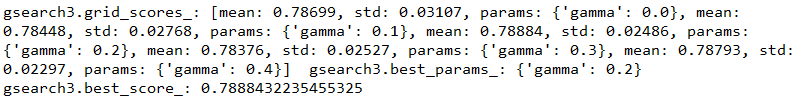 gsearch3.grid_scores_: [mean: 0.78699, std: 0.03107, params: {'gamma': 0.0}, mean:
0.78448, std: 0.02768, params: {'gamma': 0.1}, mean: 0.78884, std: 0.02486, params:
{'gamma': 0.2}, mean: 0.78376, std: 0.02527, params: {'gamma': 0.3}, mean: 0.78793, std:
0.02297, params: {'gamma': 0.4}]  gsearch3.best_params_: {'gamma': 0.2}
gsearch3.best_score_: 0.7888432235455325